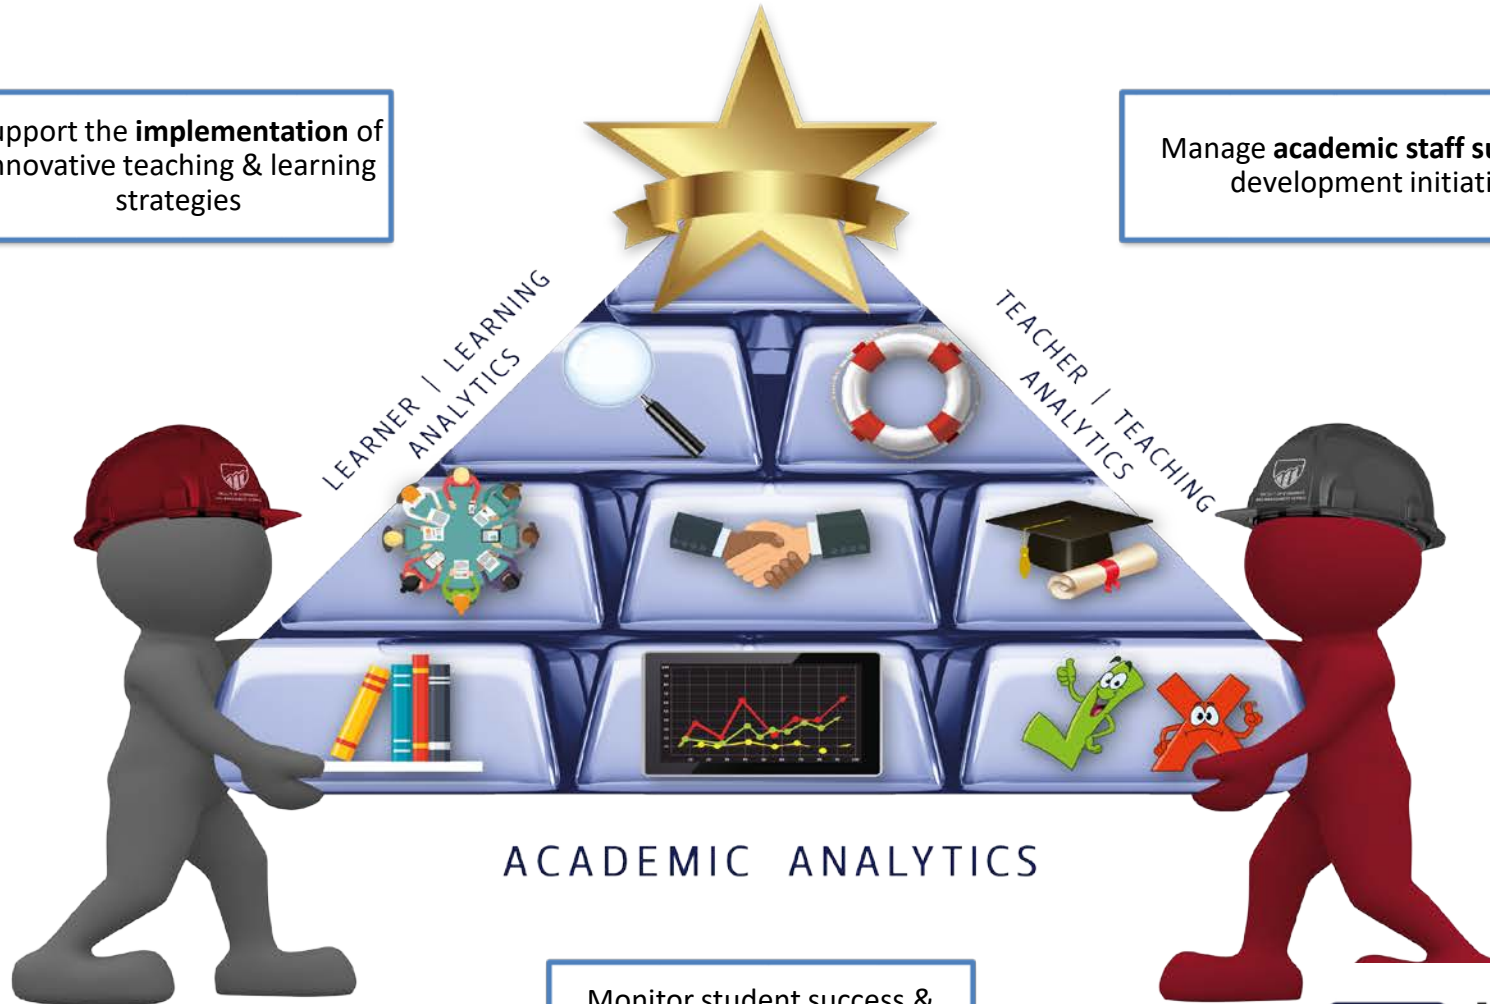 upport the implementation of
nnovative teaching & learning
strategies
Manage academic staff su
development initiati
LEARNER | LEARNING
ANALYTICS
TEACHER | TEACHING
ANALYTICS
ACADEMIC ANALYTICS
Monitor student success &